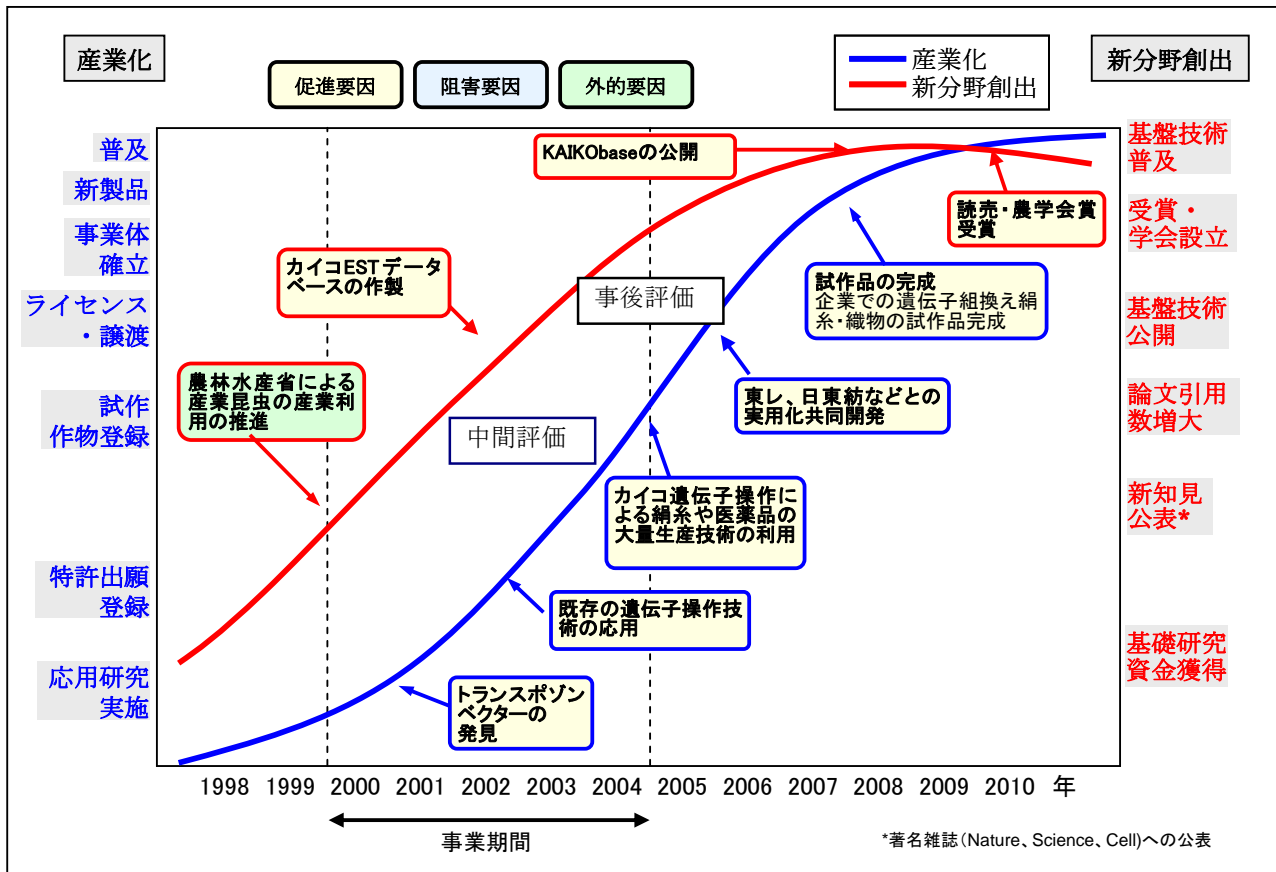 産業化
促進要因
阻害要因
外的要因
産業化
新分野創出
新分野創出
普及
新製品
事業体
確立
ライセンス
・譲渡
試作
作物登録
特許出願
登録
応用研究
実施
KAIKObaseの公開
カイコESTデータ
ベースの作製
農林水産省による
産業昆虫の産業利
用の推進
事後評価
中間評価
読売・農学会賞
受賞
試作品の完成
企業での遺伝子組換え絹
糸・織物の試作品完成
東レ、日東紡などとの
実用化共同開発
カイコ遺伝子操作に
よる絹糸や医薬品の
大量生産技術の利用
既存の遺伝子操作技
術の応用
トランスポゾン
ベクターの
発見
基盤技術
普及
受賞・
学会設立
基盤技術
公開
論文引用
数増大
新知見
公表*
基礎研究
資金獲得
1998 1999 2000 2001 2002 2003 2004 2005 2006 2007 2008 2009 2010 年
事業期間
*著名雑誌(Nature、Science、Cell)への公表